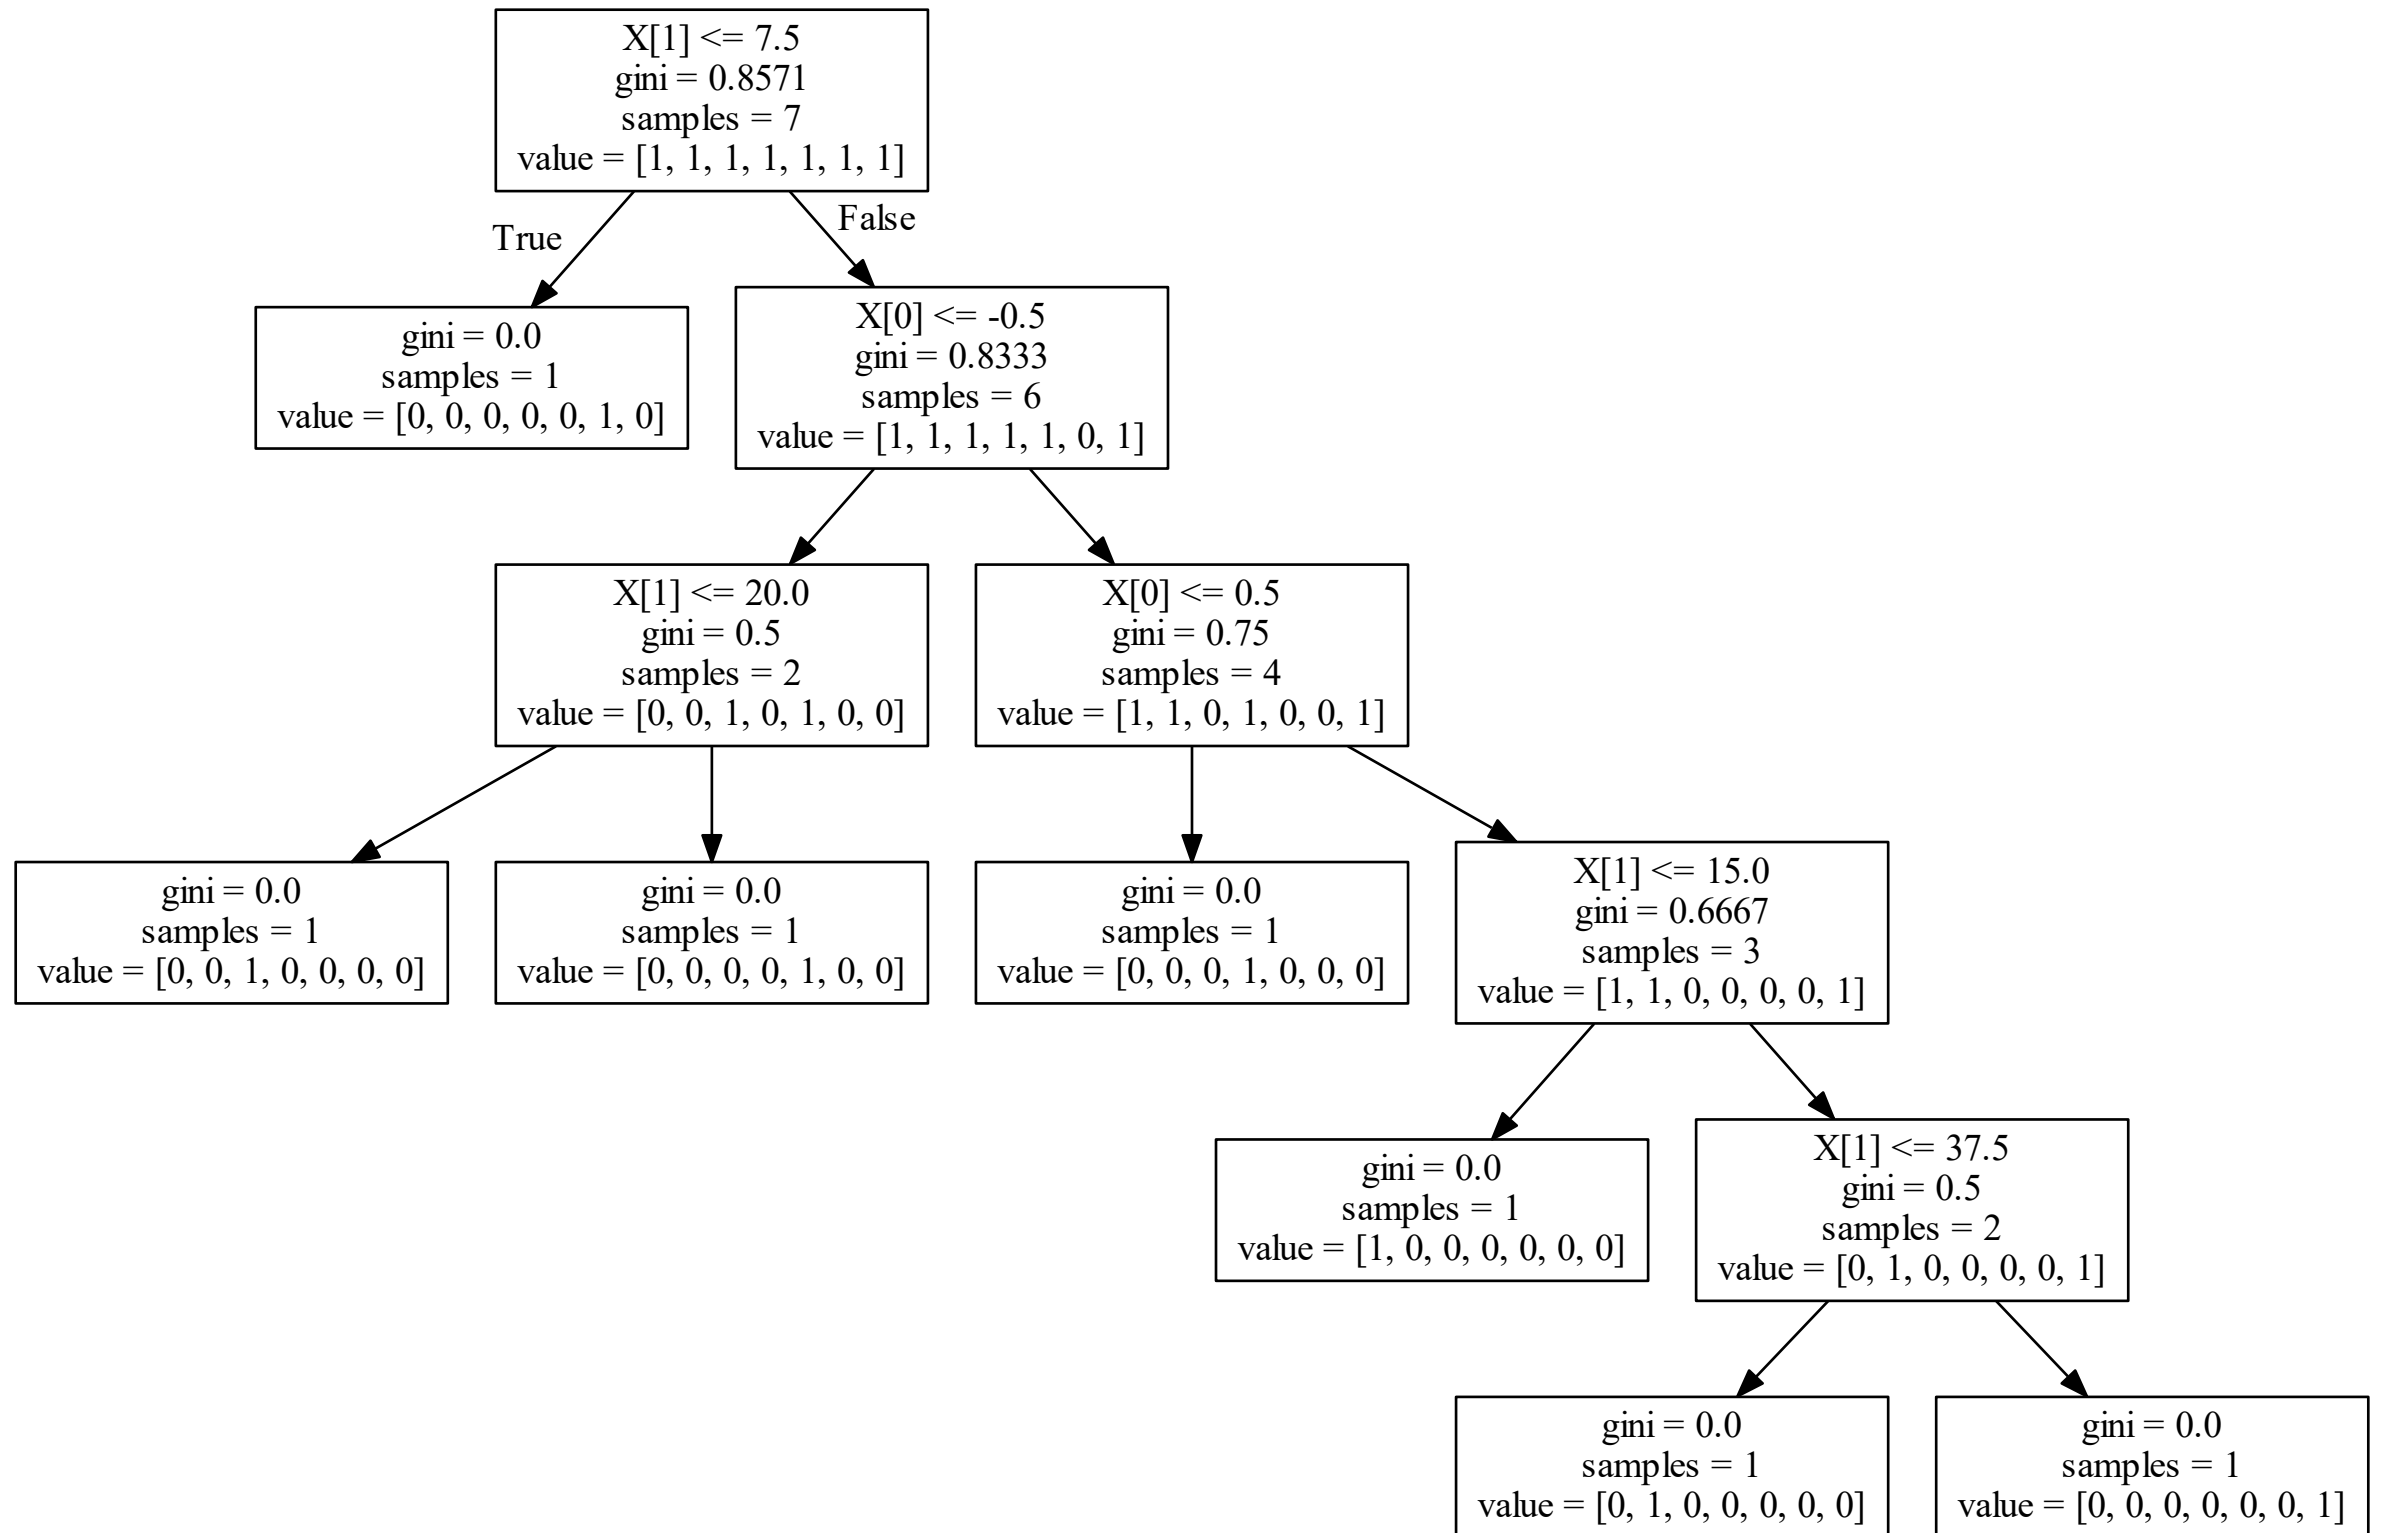 X[1] <= 7.5
gini = 0.8571
samples = 7
value = [1, 1, 1, 1, 1, 1, 1]
True
False
gini = 0.0
samples = 1
value = [0, 0, 0, 0, 0, 1, 0]
X[0] <= -0.5
gini = 0.8333
samples = 6
value = [1, 1, 1, 1, 1, 0, 1]
X[1] <= 20.0
gini = 0.5
samples = 2
value = [0, 0, 1, 0, 1, 0, 0]
X[0] <= 0.5
gini = 0.75
samples = 4
value = [1, 1, 0, 1, 0, 0, 1]
gini = 0.0
samples = 1
value = [0, 0, 1, 0, 0, 0, 0]
gini = 0.0
samples = 1
value = [0, 0, 0, 0, 1, 0, 0]
gini = 0.0
samples = 1
value = [0, 0, 0, 1, 0, 0, 0]
X[1] <= 15.0
gini = 0.6667
samples = 3
value = [1, 1, 0, 0, 0, 0, 1]
gini = 0.0
samples = 1
value = [1, 0, 0, 0, 0, 0, 0]
X[1] <= 37.5
gini = 0.5
samples = 2
value = [0, 1, 0, 0, 0, 0, 1]
gini = 0.0
samples = 1
value = [0, 1, 0, 0, 0, 0, 0]
gini = 0.0
samples = 1
value = [0, 0, 0, 0, 0, 0, 1]